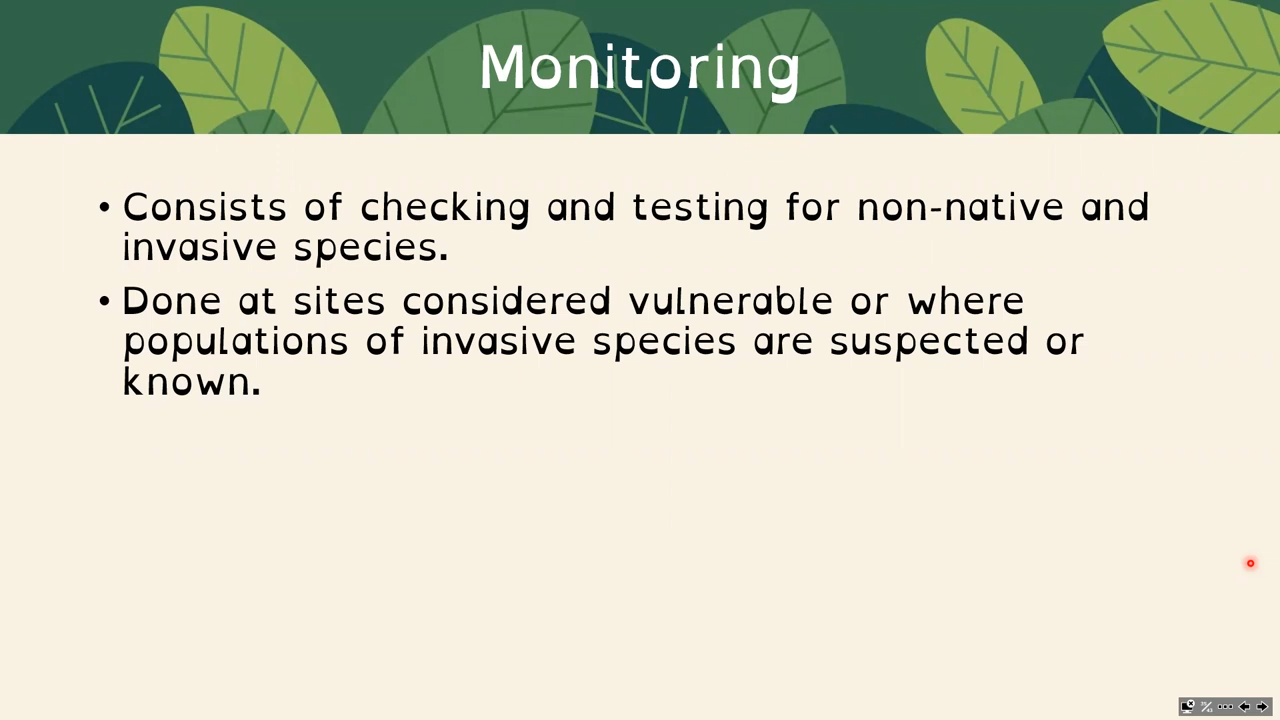 Monitoring
• Consists of checking and testing for non-native and
invasive species.
• Done at sites considered vulnerable or where
populations of invasive species are suspected or
known.